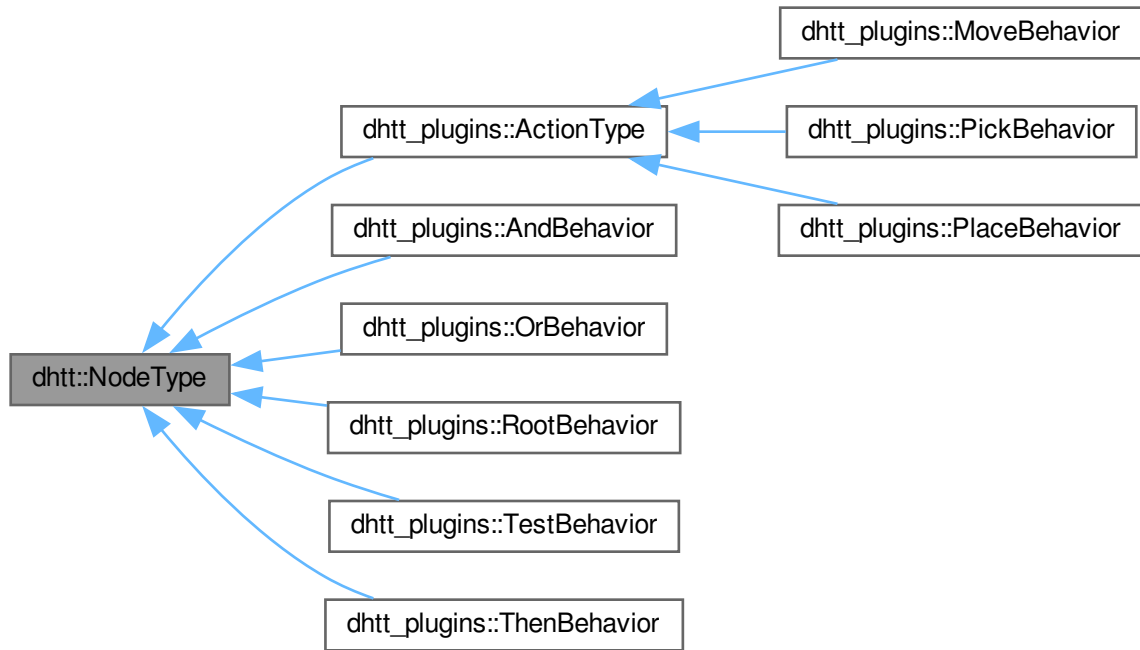 dhtt_plugins::MoveBehavior
dhtt_plugins::ActionType
dhtt_plugins::PickBehavior
dhtt_plugins::AndBehavior
dhtt_plugins::PlaceBehavior
dhtt_plugins::OrBehavior
dhtt::NodeType
dhtt_plugins::RootBehavior
dhtt_plugins::TestBehavior
dhtt_plugins::ThenBehavior